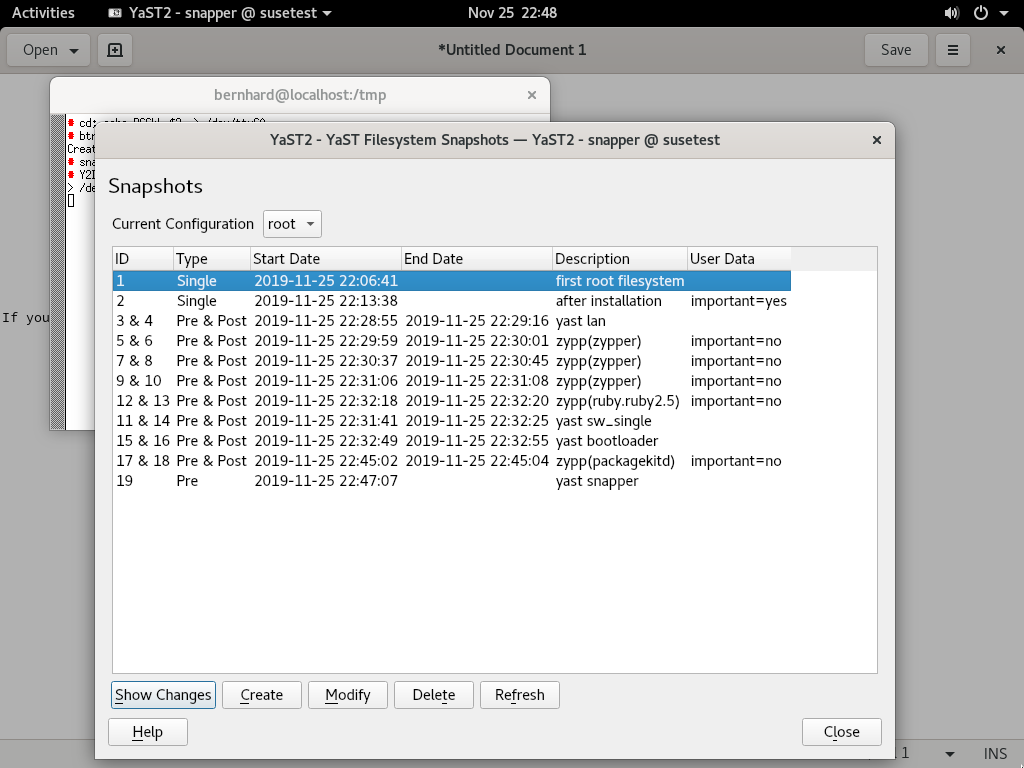 Activities YaST2 - snapper @ susetest Nov 25 22:48
Open *Untitled Document 1 Save
bernhard@localhost:/tmp
YaST2 - YaST Filesystem Snapshots — YaST2 - snapper @ susetest
Snapshots
Current Configuration root
ID Type Start Date End Date Description User Data
1 Single 2019-11-25 22:06:41 first root filesystem
2 Single 2019-11-25 22:13:38 after installation important=yes
3 & 4 Pre & Post 2019-11-25 22:28:55 2019-11-25 22:29:16 yast lan
5 & 6 Pre & Post 2019-11-25 22:29:59 2019-11-25 22:30:01 zypp(zypper) important=no
7 & 8 Pre & Post 2019-11-25 22:30:37 2019-11-25 22:30:45 zypp(zypper) important=no
9 & 10 Pre & Post 2019-11-25 22:31:06 2019-11-25 22:31:08 zypp(zypper) important=no
12 & 13 Pre & Post 2019-11-25 22:32:18 2019-11-25 22:32:20 zypp(ruby.ruby2.5) important=no
11 & 14 Pre & Post 2019-11-25 22:31:41 2019-11-25 22:32:25 yast sw_single
15 & 16 Pre & Post 2019-11-25 22:32:49 2019-11-25 22:32:55 yast bootloader
17 & 18 Pre & Post 2019-11-25 22:45:02 2019-11-25 22:45:04 zypp(packagekitd) important=no
19 Pre 2019-11-25 22:47:07 yast snapper
Show Changes Create Modify Delete Refresh
Help Close
If you
1 INS